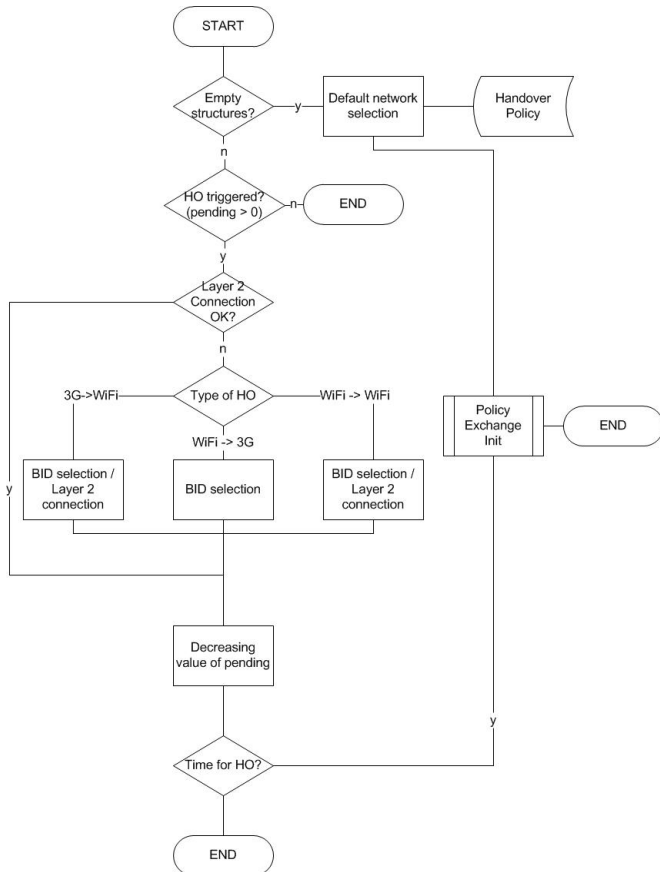 START
Empty
structures?
y
Default network
selection
Handover
Policy
n
HO triggered?
(pending > 0)
n
END
y
Layer 2
Connection
OK?
n
3G->WiFi
Type of HO
WiFi -> WiFi
WiFi -> 3G
Policy
Exchange
Init
END
BID selection /
Layer 2
connection
BID selection
BID selection /
Layer 2
connection
y
Decreasing
value of pending
y
Time for HO?
END